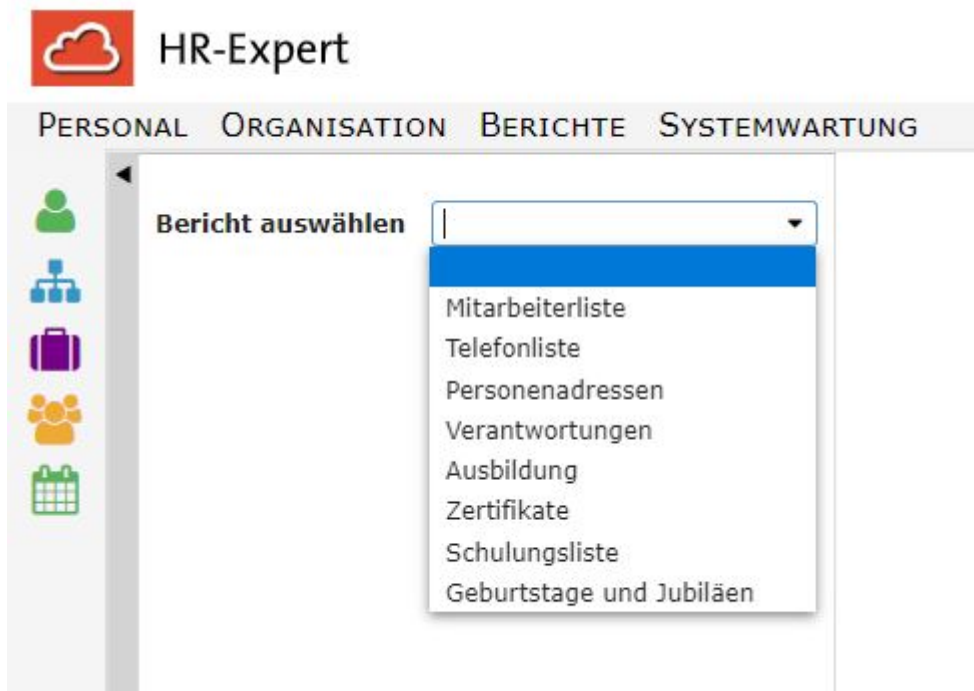 HR-Expert
PERSONAL ORGANISATION BERICHTE SYSTEMWARTUNG
Bericht auswählen
Mitarbeiterliste
Telefonliste
Personenadressen
Verantwortungen
Ausbildung
Zertifikate
Schulungsliste
Geburtstage und Jubiläen